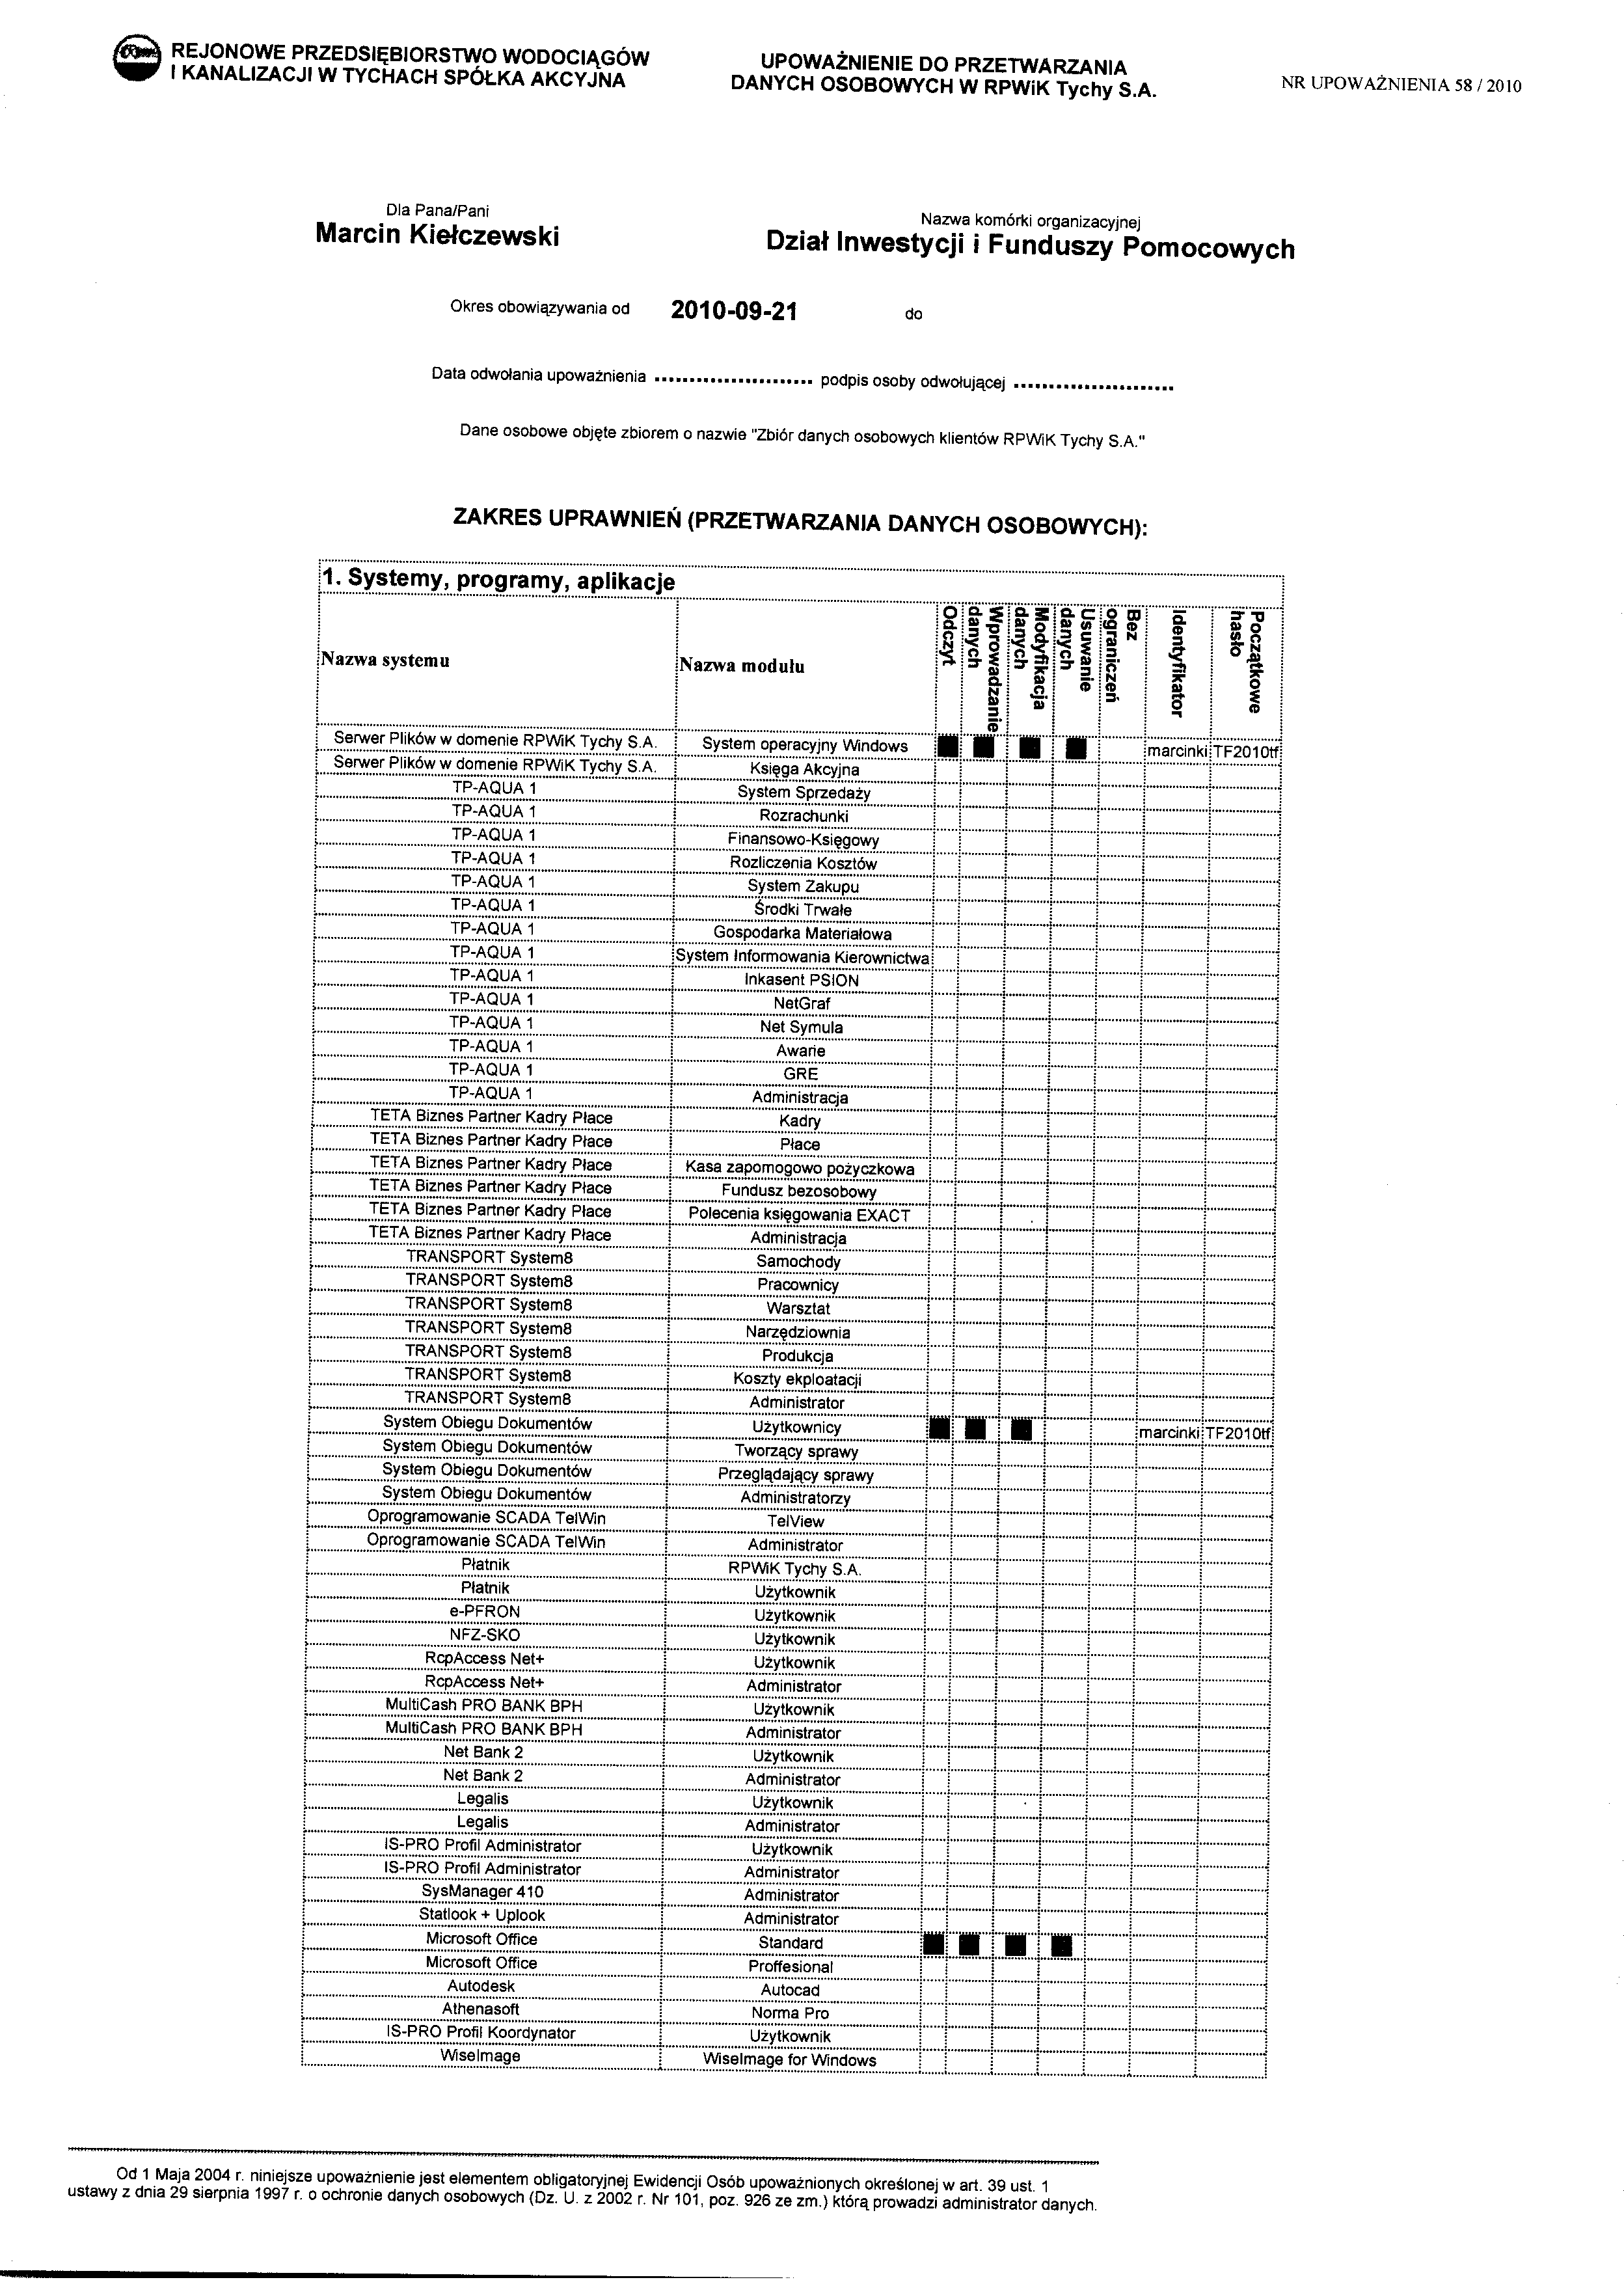 REJONOWE PRZEDSIĘBIORSTWO WODOCIĄGÓW
I KANALIZACJI W TYCHACH SPÓŁKA AKCYJNA
UPOWAŻNIENIE DO PRZETWARZANIA
DANYCH OSOBOWYCH W RPWiK Tychy S.A.
NR UPOWAŻNIENIA 58 / 2010
Dla Pana/Pani
Marcin Kiełczewski
Nazwa komórki organizacyjnej
Dział Inwestycji i Funduszy Pomocowych
Okres obowiązywania od 2010-09-21 do
Data odwołania upoważnienia ....................... podpis osoby odwołującej .......................
Dane osobowe objęte zbiorem o nazwie "Zbiór danych osobowych klientów RPWiK Tychy S.A."
ZAKRES UPRAWNIEŃ (PRZETWARZANIA DANYCH OSOBOWYCH):
1. Systemy, programy, aplikacje
Nazwa systemu Nazwa modułu Odczyt Wprowadzanie danych Modyfikacja danych Usuwanie danych Bez ograniczeń Identyfikator Początkowe hasło
Serwer Plików w domenie RPWiK Tychy S.A. System operacyjny Windows ■ ■ ■ ■ marcinki TF2010tf
Serwer Plików w domenie RPWiK Tychy S.A. Księga Akcyjna
TP-AQUA 1 System Sprzedaży
TP-AQUA 1 Rozrachunki
TP-AQUA 1 Finansowo-Księgowy
TP-AQUA 1 Rozliczenia Kosztów
TP-AQUA 1 System Zakupu
TP-AQUA 1 Środki Trwałe
TP-AQUA 1 Gospodarka Materiałowa
TP-AQUA 1 System Informowania Kierownictwa
TP-AQUA 1 Inkasent PSION
TP-AQUA 1 NetGraf
TP-AQUA 1 Net Symula
TP-AQUA 1 Awarie
TP-AQUA 1 GRE
TP-AQUA 1 Administracja
TETA Biznes Partner Kadry Płace Kadry
TETA Biznes Partner Kadry Płace Płace
TETA Biznes Partner Kadry Płace Kasa zapomogowo pożyczkowa
TETA Biznes Partner Kadry Płace Fundusz bezosobowy
TETA Biznes Partner Kadry Płace Polecenia księgowania EXACT
TETA Biznes Partner Kadry Płace Administracja
TRANSPORT System8 Samochody
TRANSPORT System8 Pracownicy
TRANSPORT System8 Warsztat
TRANSPORT System8 Narzędziownia
TRANSPORT System8 Produkcja
TRANSPORT System8 Koszty ekploatacji
TRANSPORT System8 Administrator
System Obiegu Dokumentów Użytkownicy ■ ■ ■ marcinki TF2010tf
System Obiegu Dokumentów Tworzący sprawy
System Obiegu Dokumentów Przeglądający sprawy
System Obiegu Dokumentów Administratorzy
Oprogramowanie SCADA TelWin TelView
Oprogramowanie SCADA TelWin Administrator
Płatnik RPWiK Tychy S.A.
Płatnik Użytkownik
e-PFRON Użytkownik
NFZ-SKO Użytkownik
RcpAccess Net+ Użytkownik
RcpAccess Net+ Administrator
MultiCash PRO BANK BPH Użytkownik
MultiCash PRO BANK BPH Administrator
Net Bank 2 Użytkownik
Net Bank 2 Administrator
Legalis Użytkownik
Legalis Administrator
IS-PRO Profil Administrator Użytkownik
IS-PRO Profil Administrator Administrator
SysManager 410 Administrator
Statlook + Uplook Administrator
Microsoft Office Standard ■ ■ ■ ■
Microsoft Office Proffesional
Autodesk Autocad
Athenasoft Norma Pro
IS-PRO Profil Koordynator Użytkownik
WiseImage WiseImage for Windows
Od 1 Maja 2004 r. niniejsze upoważnienie jest elementem obligatoryjnej Ewidencji Osób upoważnionych określonej w art. 39 ust. 1
ustawy z dnia 29 sierpnia 1997 r. o ochronie danych osobowych (Dz. U. z 2002 r. Nr 101, poz. 926 ze zm.) którą prowadzi administrator danych.